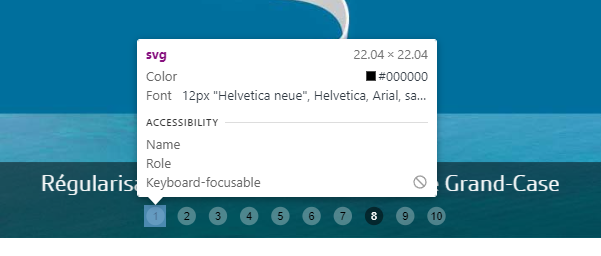 svg 22.04 × 22.04
Color #000000
Font 12px "Helvetica neue", Helvetica, Arial, sa...
ACCESSIBILITY
Name
Role
Keyboard-focusable
Régularisa Grand-Case
1 2 3 4 5 6 7 8 9 10